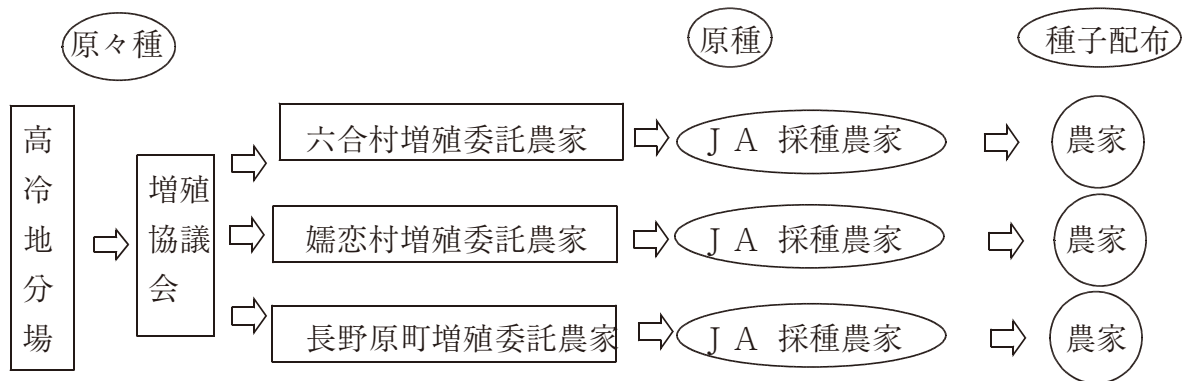 原々種
原種
種子配布
高冷地分場
増殖
協議
会
六合村増殖委託農家
ＪＡ 採種農家
農家
嬬恋村増殖委託農家
ＪＡ 採種農家
農家
長野原町増殖委託農家
ＪＡ 採種農家
農家